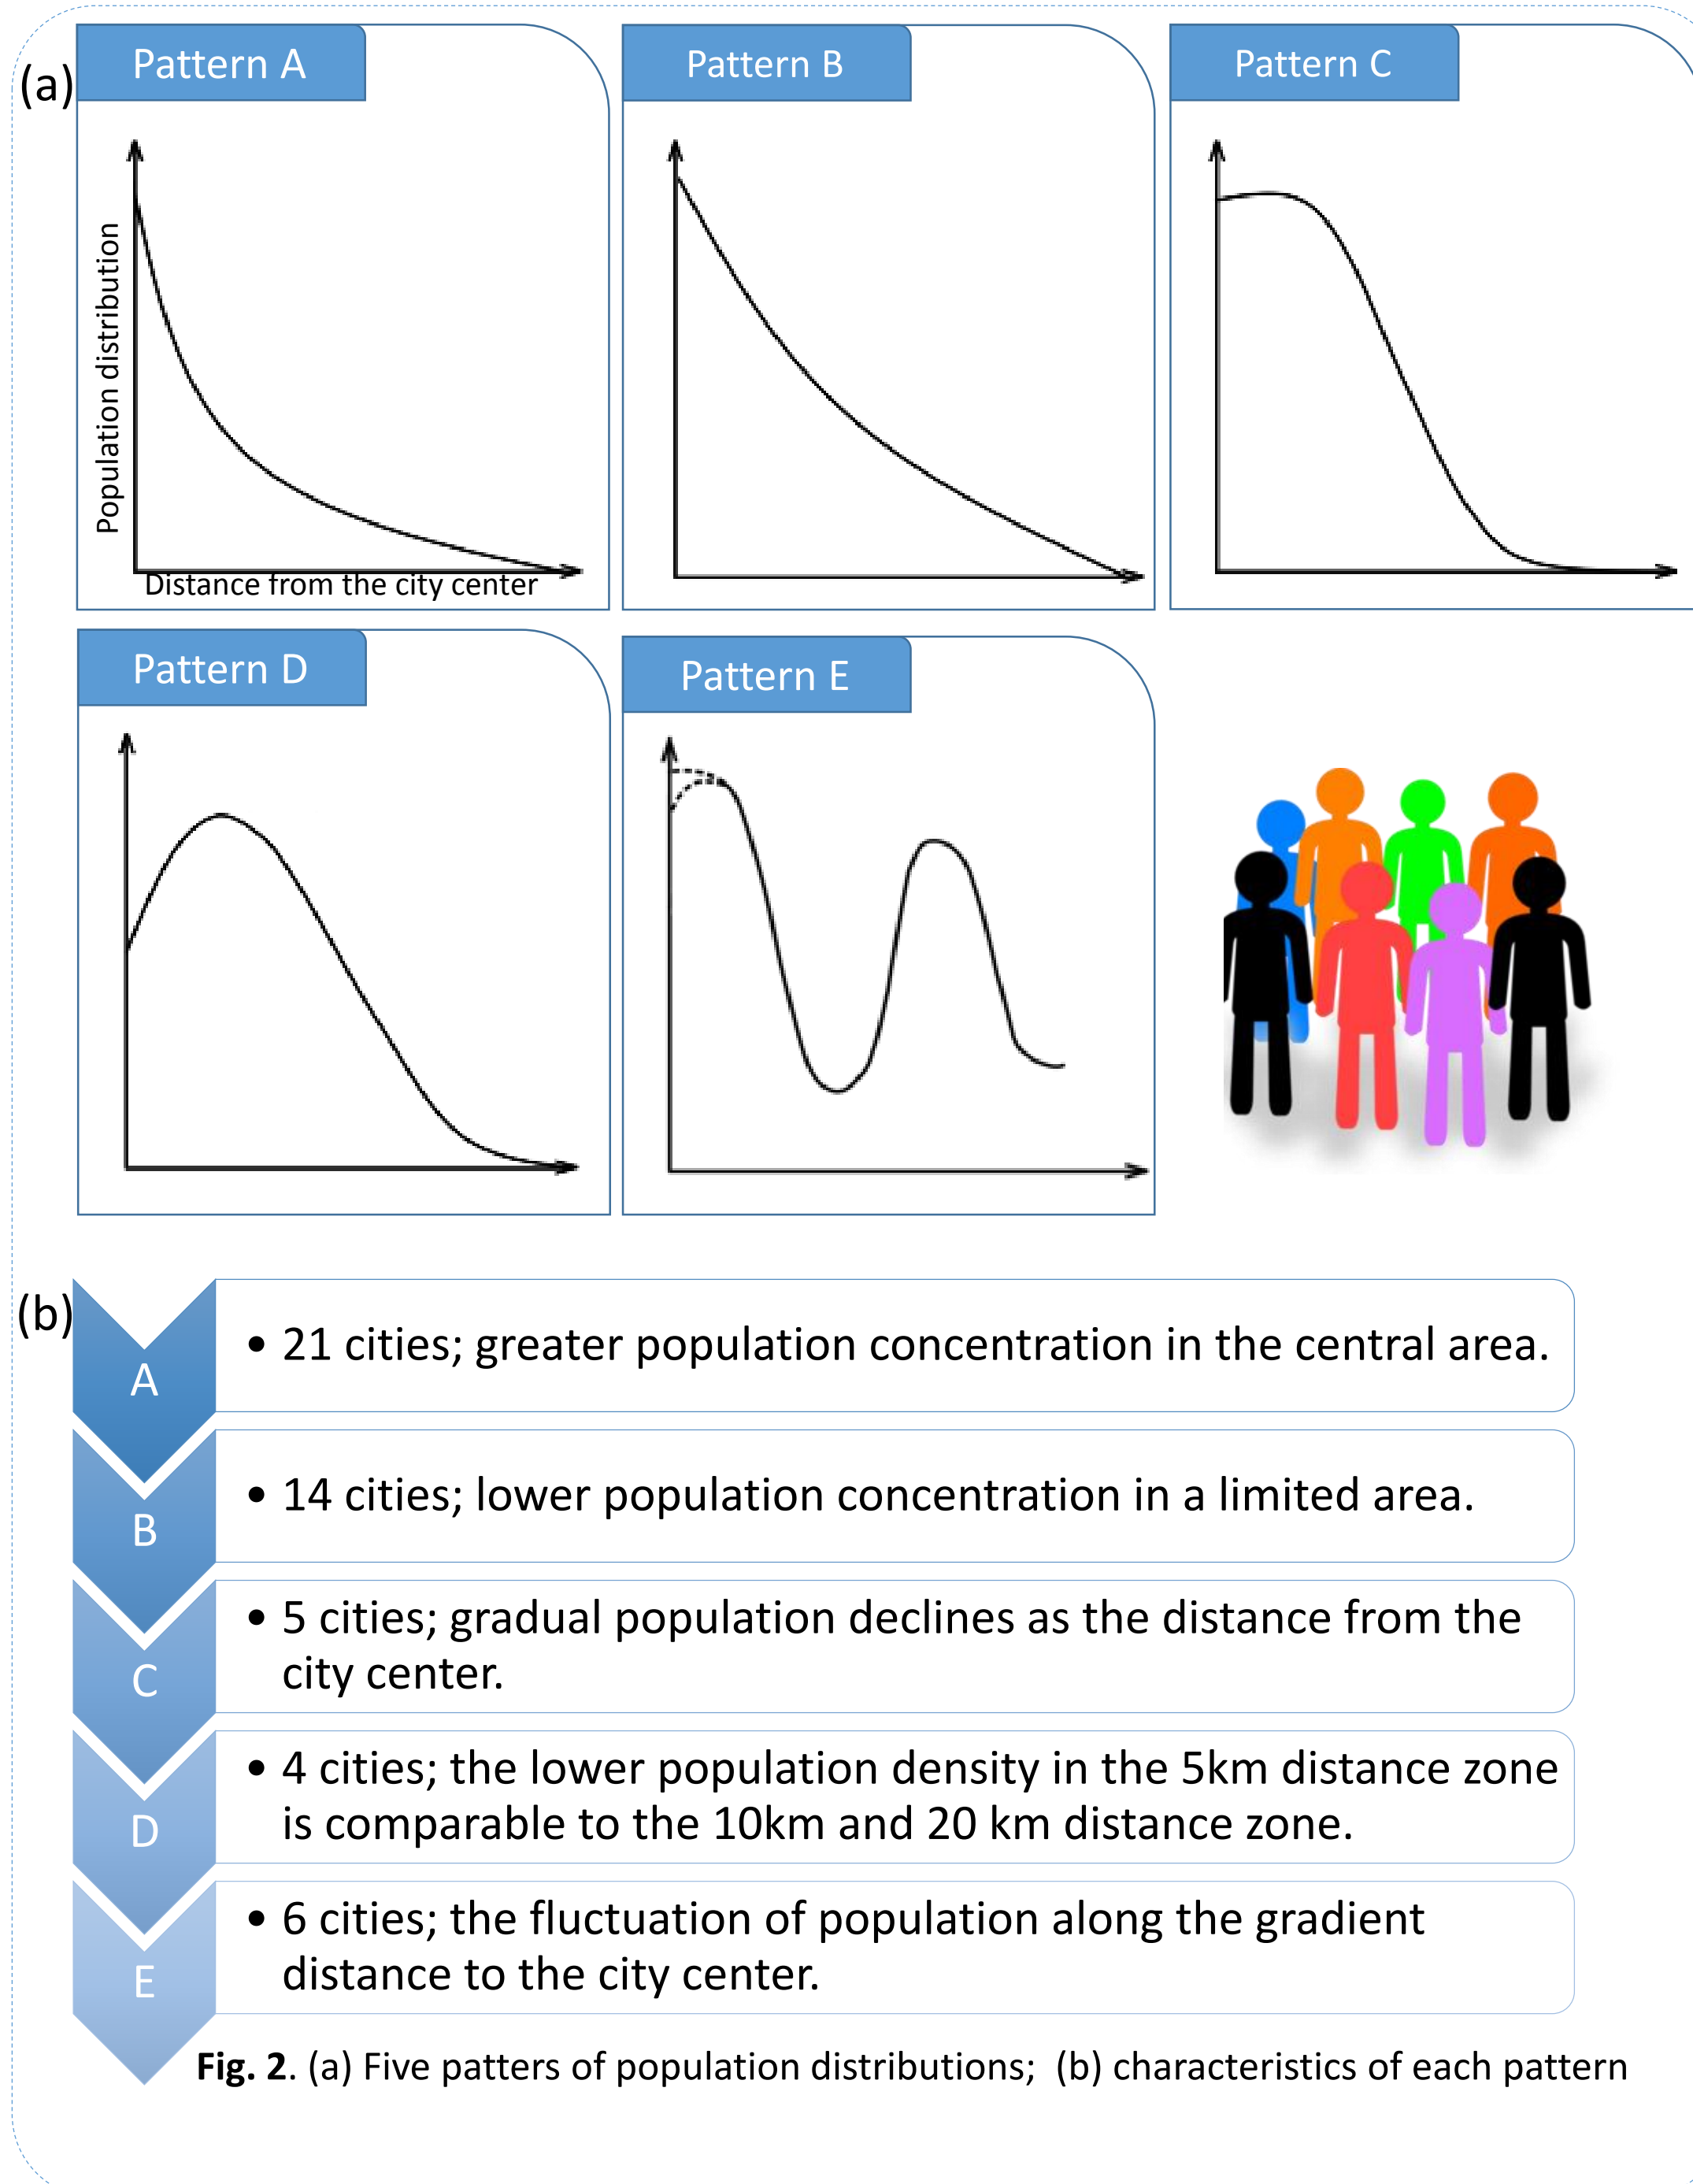 (a)
Pattern A
Pattern B
Pattern C
Population distribution
Distance from the city center
Pattern D
Pattern E
(b)
A
• 21 cities; greater population concentration in the central area.
B
• 14 cities; lower population concentration in a limited area.
C
• 5 cities; gradual population declines as the distance from the
city center.
D
• 4 cities; the lower population density in the 5km distance zone
is comparable to the 10km and 20 km distance zone.
E
• 6 cities; the fluctuation of population along the gradient
distance to the city center.
Fig. 2. (a) Five patters of population distributions;  (b) characteristics of each pattern